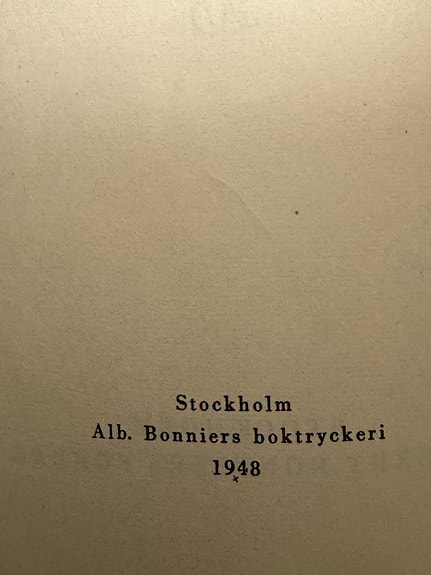 Stockholm
Alb. Bonniers boktryckeri
1948